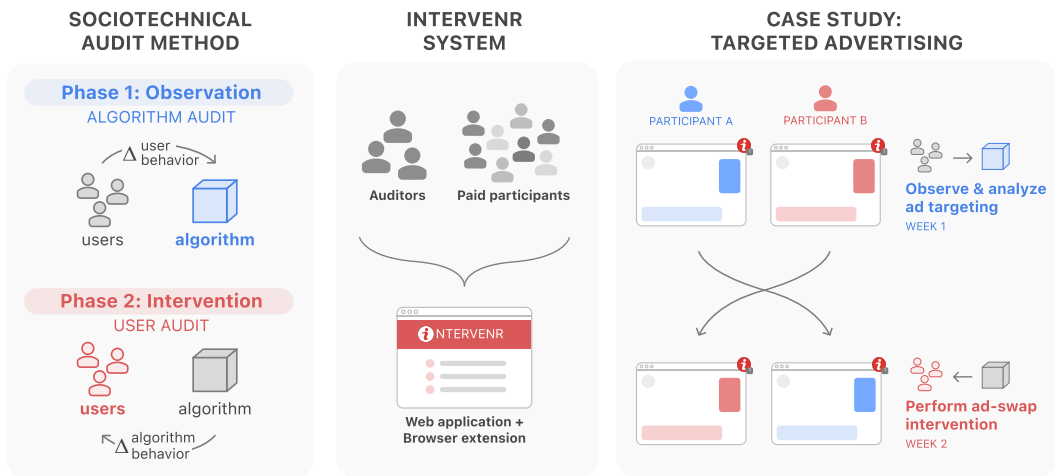 SOCIOTECHNICAL
AUDIT METHOD
Phase 1: Observation
ALGORITHM AUDIT
Δ user
behavior
users
algorithm
Phase 2: Intervention
USER AUDIT
users
algorithm
Δ algorithm
behavior
INTERVENR
SYSTEM
Auditors
Paid participants
iNTERVENR
Web application +
Browser extension
CASE STUDY:
TARGETED ADVERTISING
PARTICIPANT A
PARTICIPANT B
i
i
Observe & analyze
ad targeting
WEEK 1
i
i
Perform ad-swap
intervention
WEEK 2